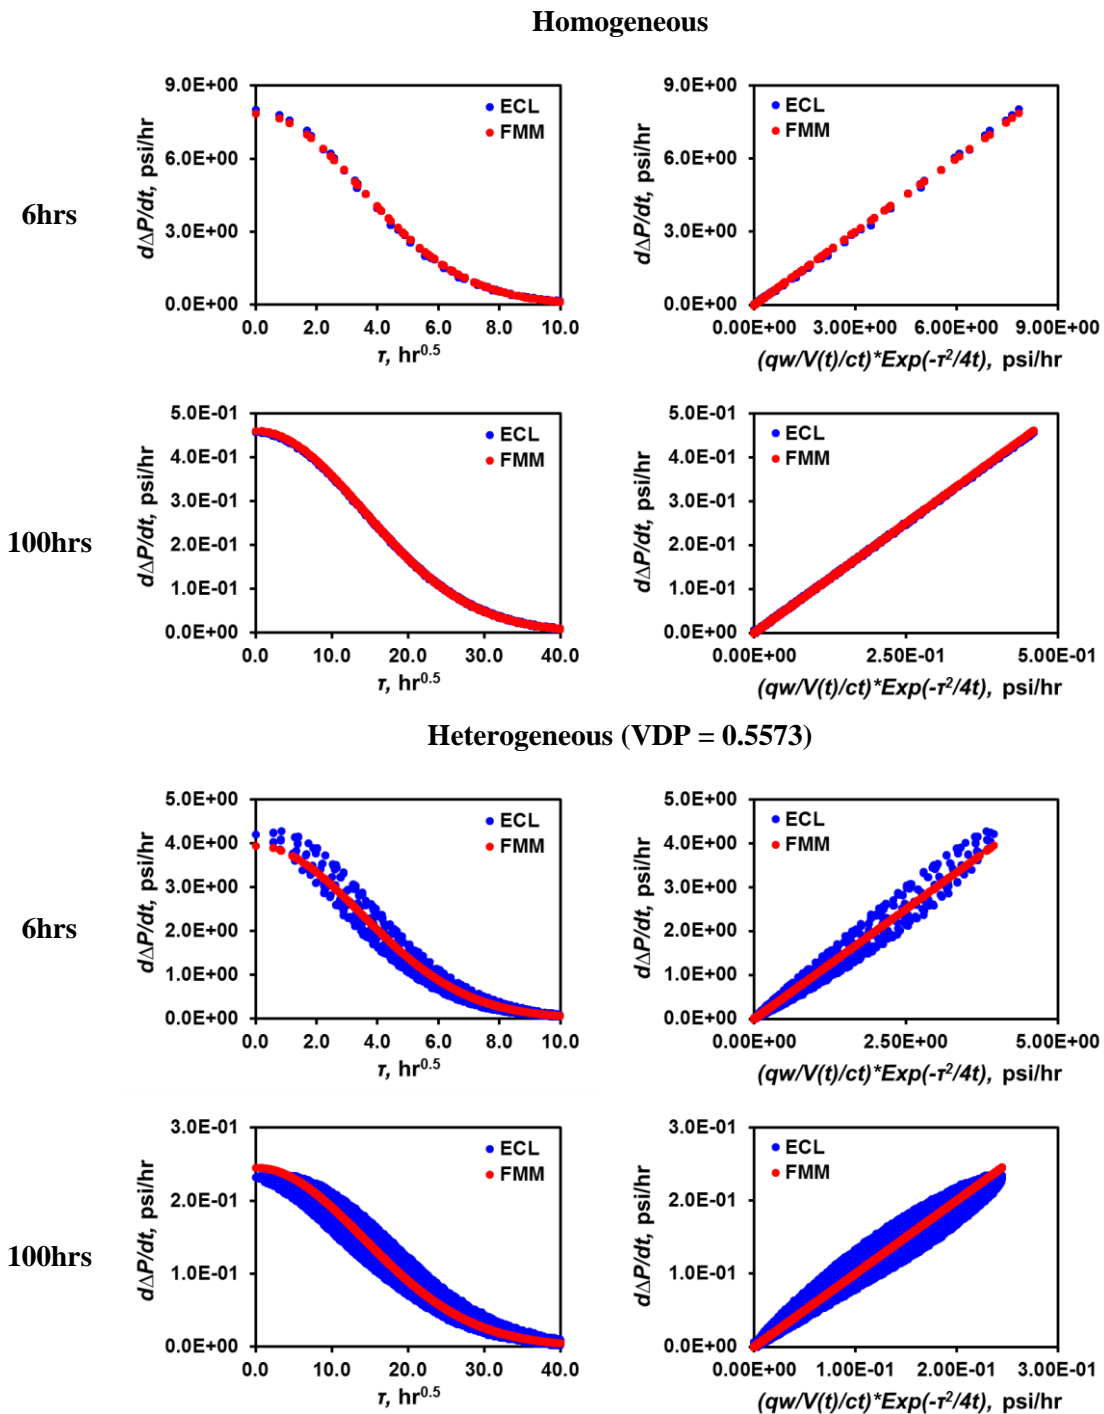 Homogeneous
6hrs
dΔP/dt, psi/hr
9.0E+00
6.0E+00
3.0E+00
0.0E+00
ECL
FMM
0.0 2.0 4.0 6.0 8.0 10.0
τ, hr0.5
dΔP/dt, psi/hr
9.0E+00
6.0E+00
3.0E+00
0.0E+00
ECL
FMM
0.00E+00 3.00E+00 6.00E+00 9.00E+00
(qw/V(t)/ct)*Exp(-τ2/4t), psi/hr
100hrs
dΔP/dt, psi/hr
5.0E-01
4.0E-01
3.0E-01
2.0E-01
1.0E-01
0.0E+00
ECL
FMM
0.0 10.0 20.0 30.0 40.0
τ, hr0.5
dΔP/dt, psi/hr
5.0E-01
4.0E-01
3.0E-01
2.0E-01
1.0E-01
0.0E+00
ECL
FMM
0.00E+00 2.50E-01 5.00E-01
(qw/V(t)/ct)*Exp(-τ2/4t), psi/hr
Heterogeneous (VDP = 0.5573)
6hrs
dΔP/dt, psi/hr
5.0E+00
4.0E+00
3.0E+00
2.0E+00
1.0E+00
0.0E+00
ECL
FMM
0.0 2.0 4.0 6.0 8.0 10.0
τ, hr0.5
dΔP/dt, psi/hr
5.0E+00
4.0E+00
3.0E+00
2.0E+00
1.0E+00
0.0E+00
ECL
FMM
0.00E+00 2.50E+00 5.00E+00
(qw/V(t)/ct)*Exp(-τ2/4t), psi/hr
100hrs
dΔP/dt, psi/hr
3.0E-01
2.0E-01
1.0E-01
0.0E+00
ECL
FMM
0.0 10.0 20.0 30.0 40.0
τ, hr0.5
dΔP/dt, psi/hr
3.0E-01
2.0E-01
1.0E-01
0.0E+00
ECL
FMM
0.00E+00 1.00E-01 2.00E-01 3.00E-01
(qw/V(t)/ct)*Exp(-τ2/4t), psi/hr